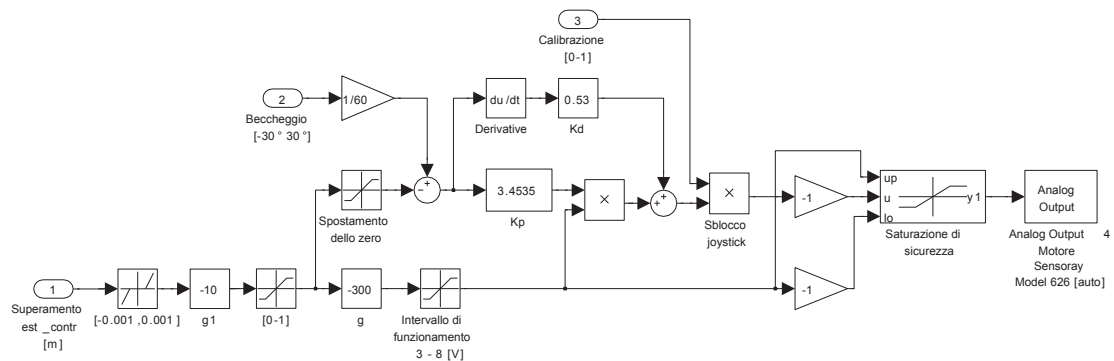 3
Calibrazione
[0-1]
2
Beccheggio
[-30 ° 30 °]
1/60
du /dt
Derivative
0.53
Kd
Spostamento
dello zero
3.4535
Kp
×
×
Sblocco
joystick
-1
up
u
lo
y 1
Saturazione di
sicurezza
Analog
Output
Analog Output 4
Motore
Sensoray
Model 626 [auto]
1
Superamento
est _contr
[m]
[-0.001 ,0.001 ]
-10
g1
[0-1]
-300
g
Intervallo di
funzionamento
3 - 8 [V]
-1